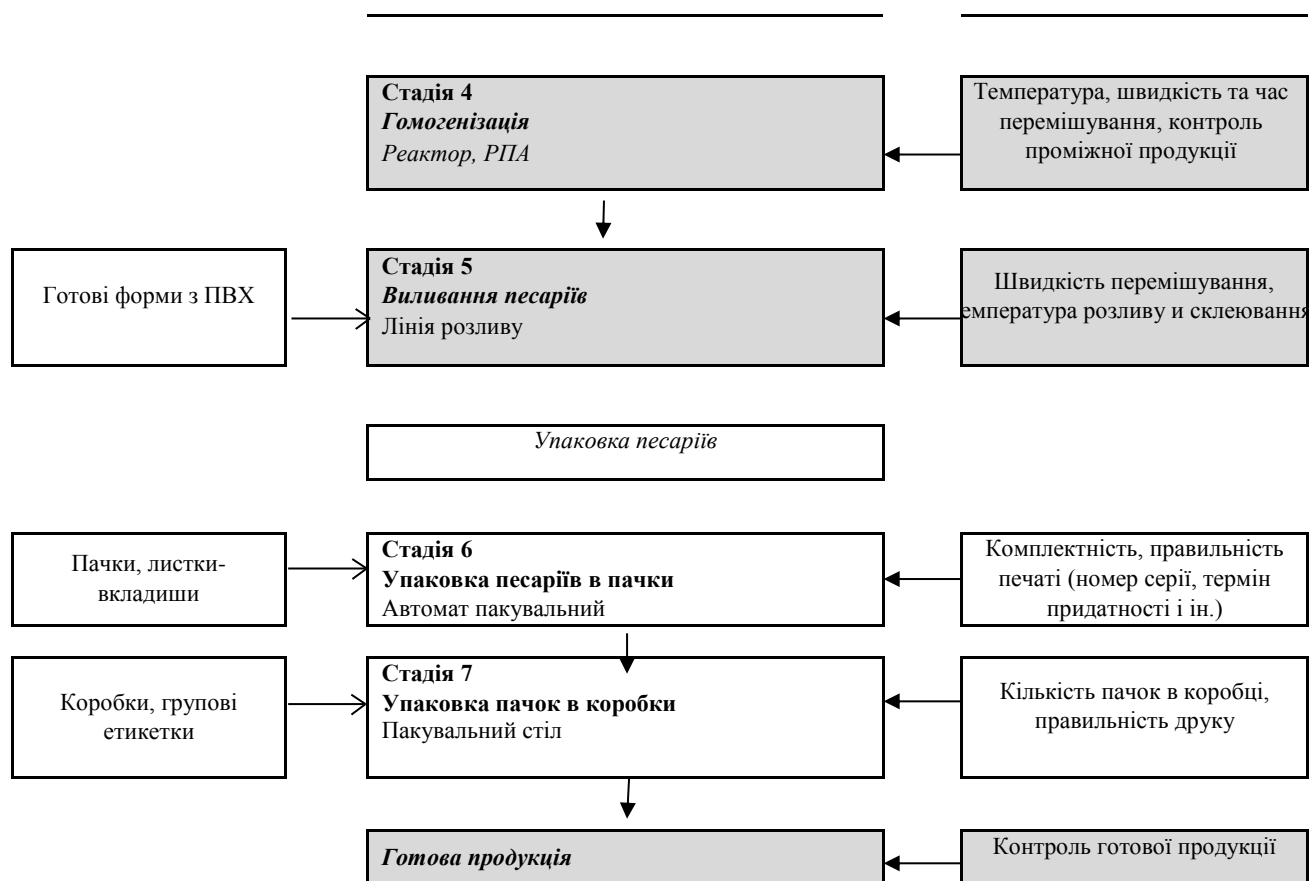 Стадія 4
Гомогенізація
Реактор, РПА
Температура, швидкість та час
перемішування, контроль
проміжної продукції
Готові форми з ПВХ
Стадія 5
Виливання песаріїв
Лінія розливу
Швидкість перемішування,
емпература розливу и склеювання
Упаковка песаріїв
Пачки, листки-
вкладиши
Стадія 6
Упаковка песаріїв в пачки
Автомат пакувальний
Комплектність, правильність
печаті (номер серії, термін
придатності і ін.)
Коробки, групові
етикетки
Стадія 7
Упаковка пачок в коробки
Пакувальний стіл
Кількість пачок в коробці,
правильність друку
Готова продукція
Контроль готової продукції